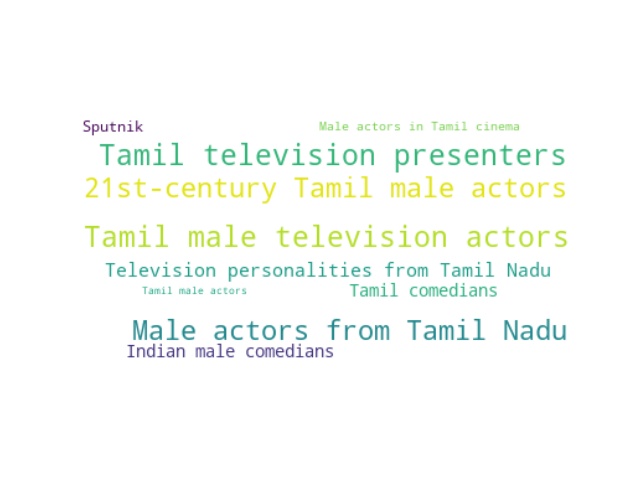 Sputnik
Male actors in Tamil cinema
Tamil television presenters
21st-century Tamil male actors
Tamil male television actors
Television personalities from Tamil Nadu
Tamil male actors
Tamil comedians
Male actors from Tamil Nadu
Indian male comedians